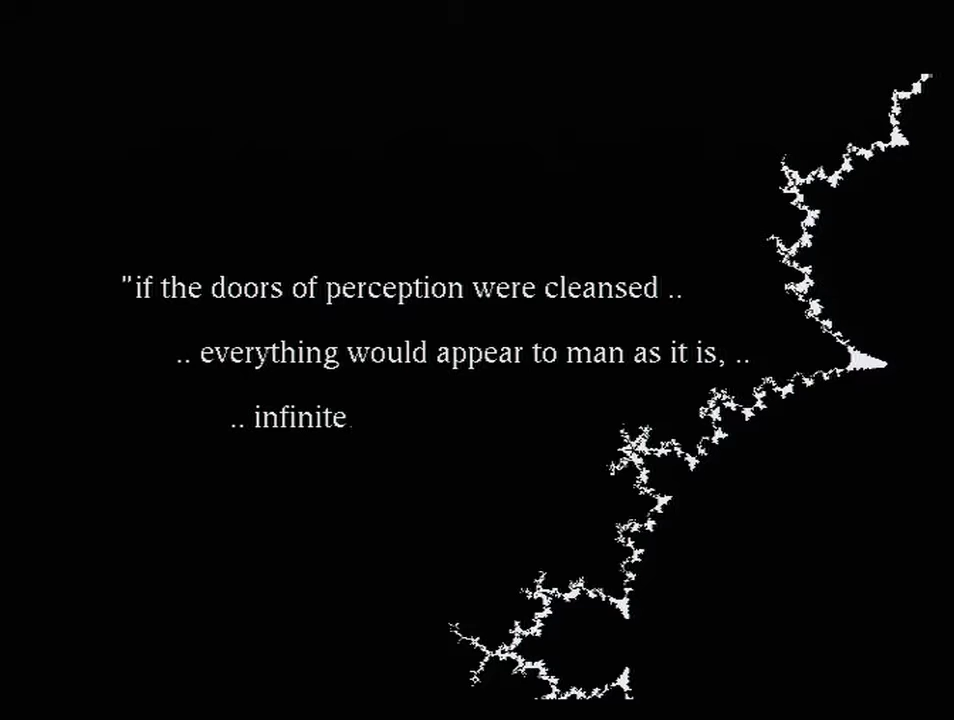 "if the doors of perception were cleansed ..
.. everything would appear to man as it is, ..
.. infinite.